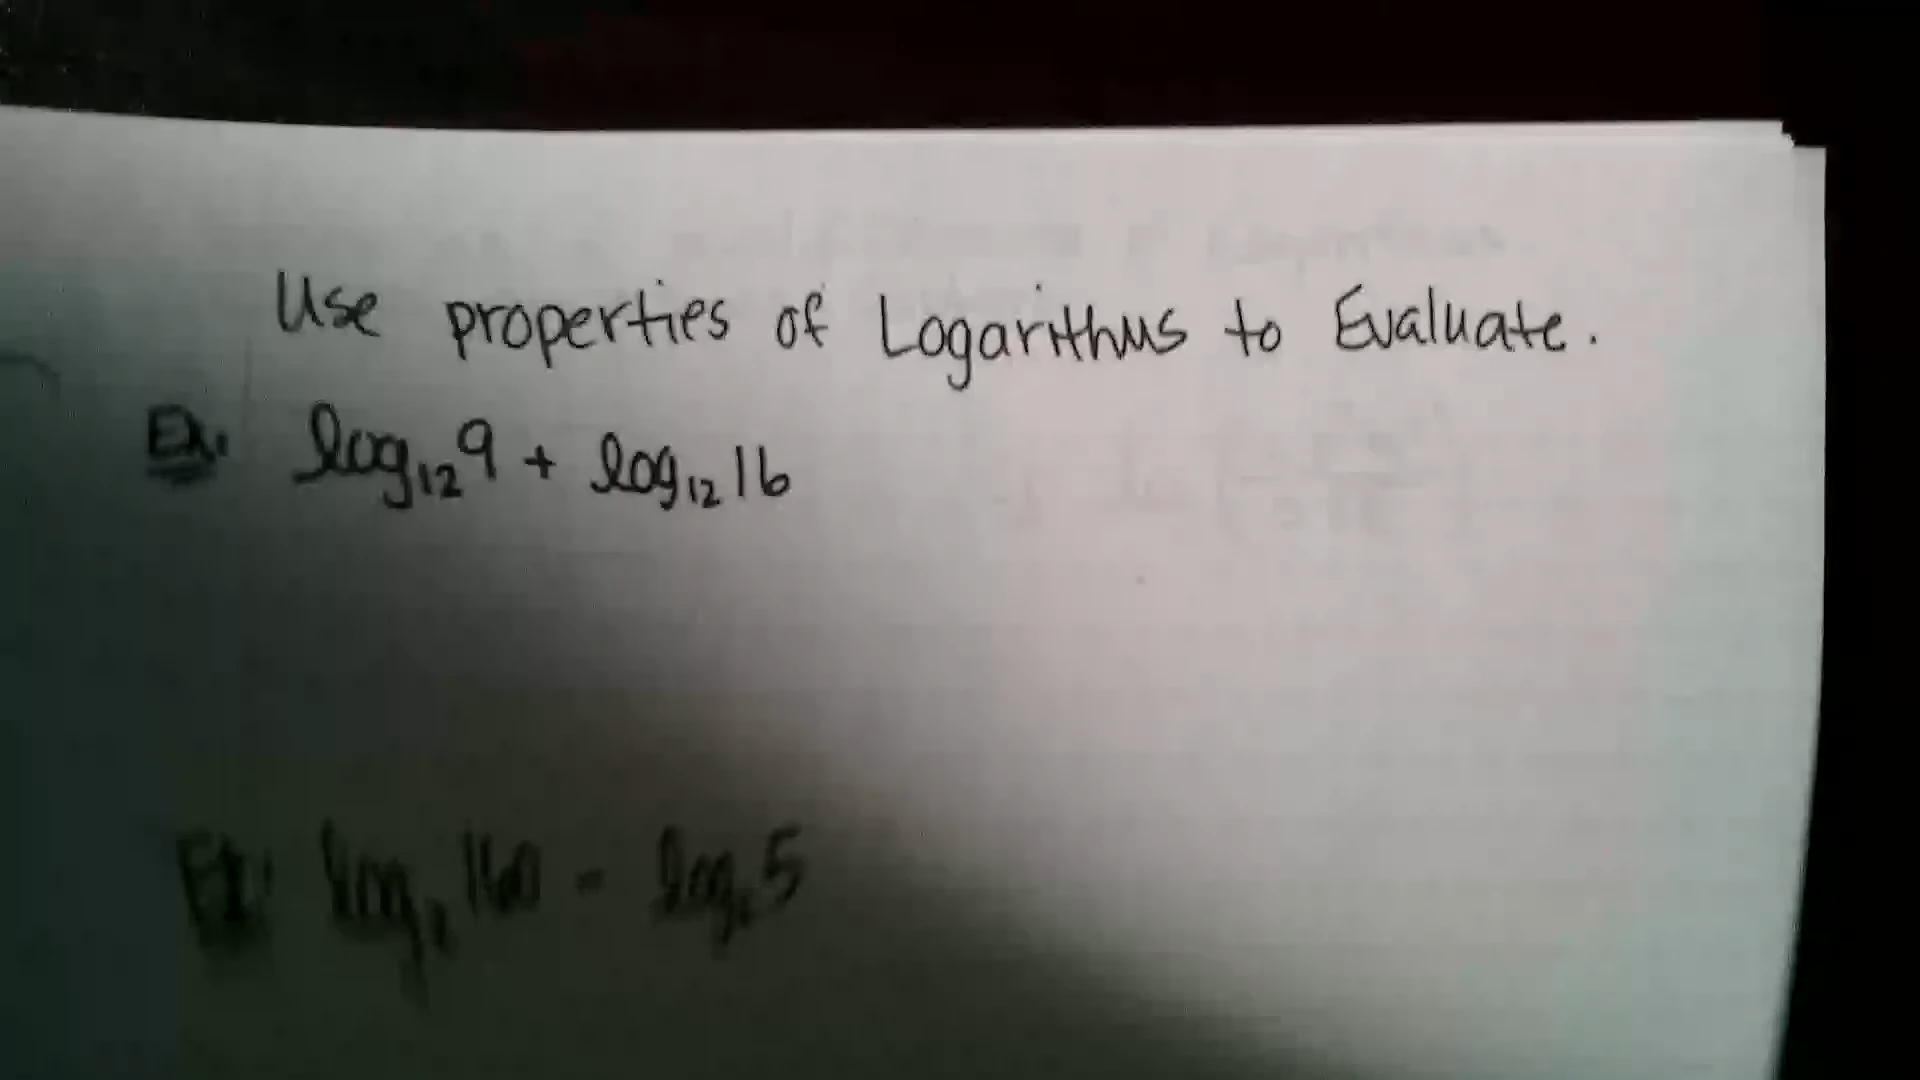 Use properties of Logarithms to Evaluate.
Ex: log₁₂9 + log₁₂16
Ex: log₂160 - log₂5